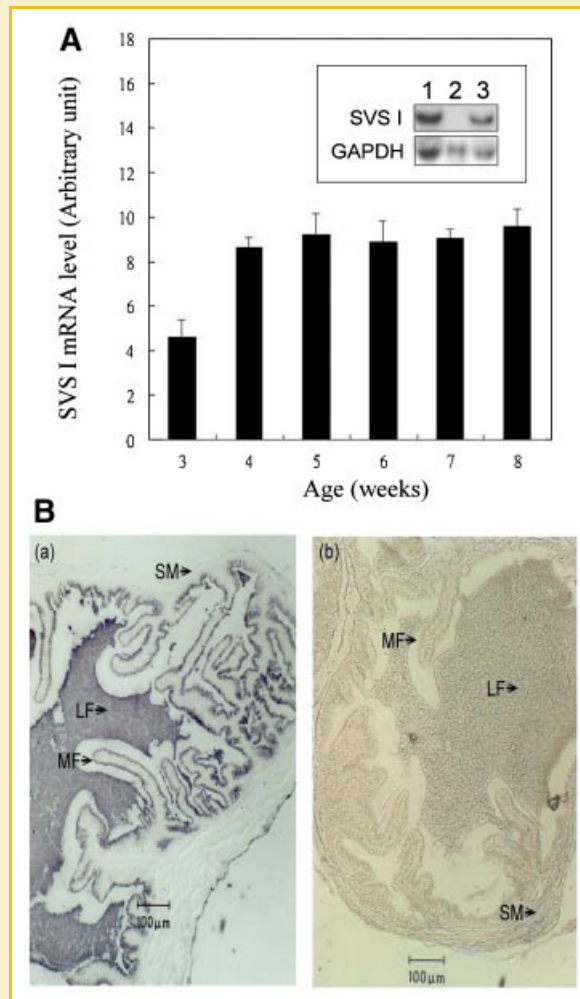 A
SVS I mRNA level (Arbitrary unit)
18
16
14
12
10
8
6
4
2
0
1 2 3
SVS I
GAPDH
3 4 5 6 7 8
Age (weeks)
B
(a)
SM
LF
MF
100μm
(b)
MF
LF
SM
100μm